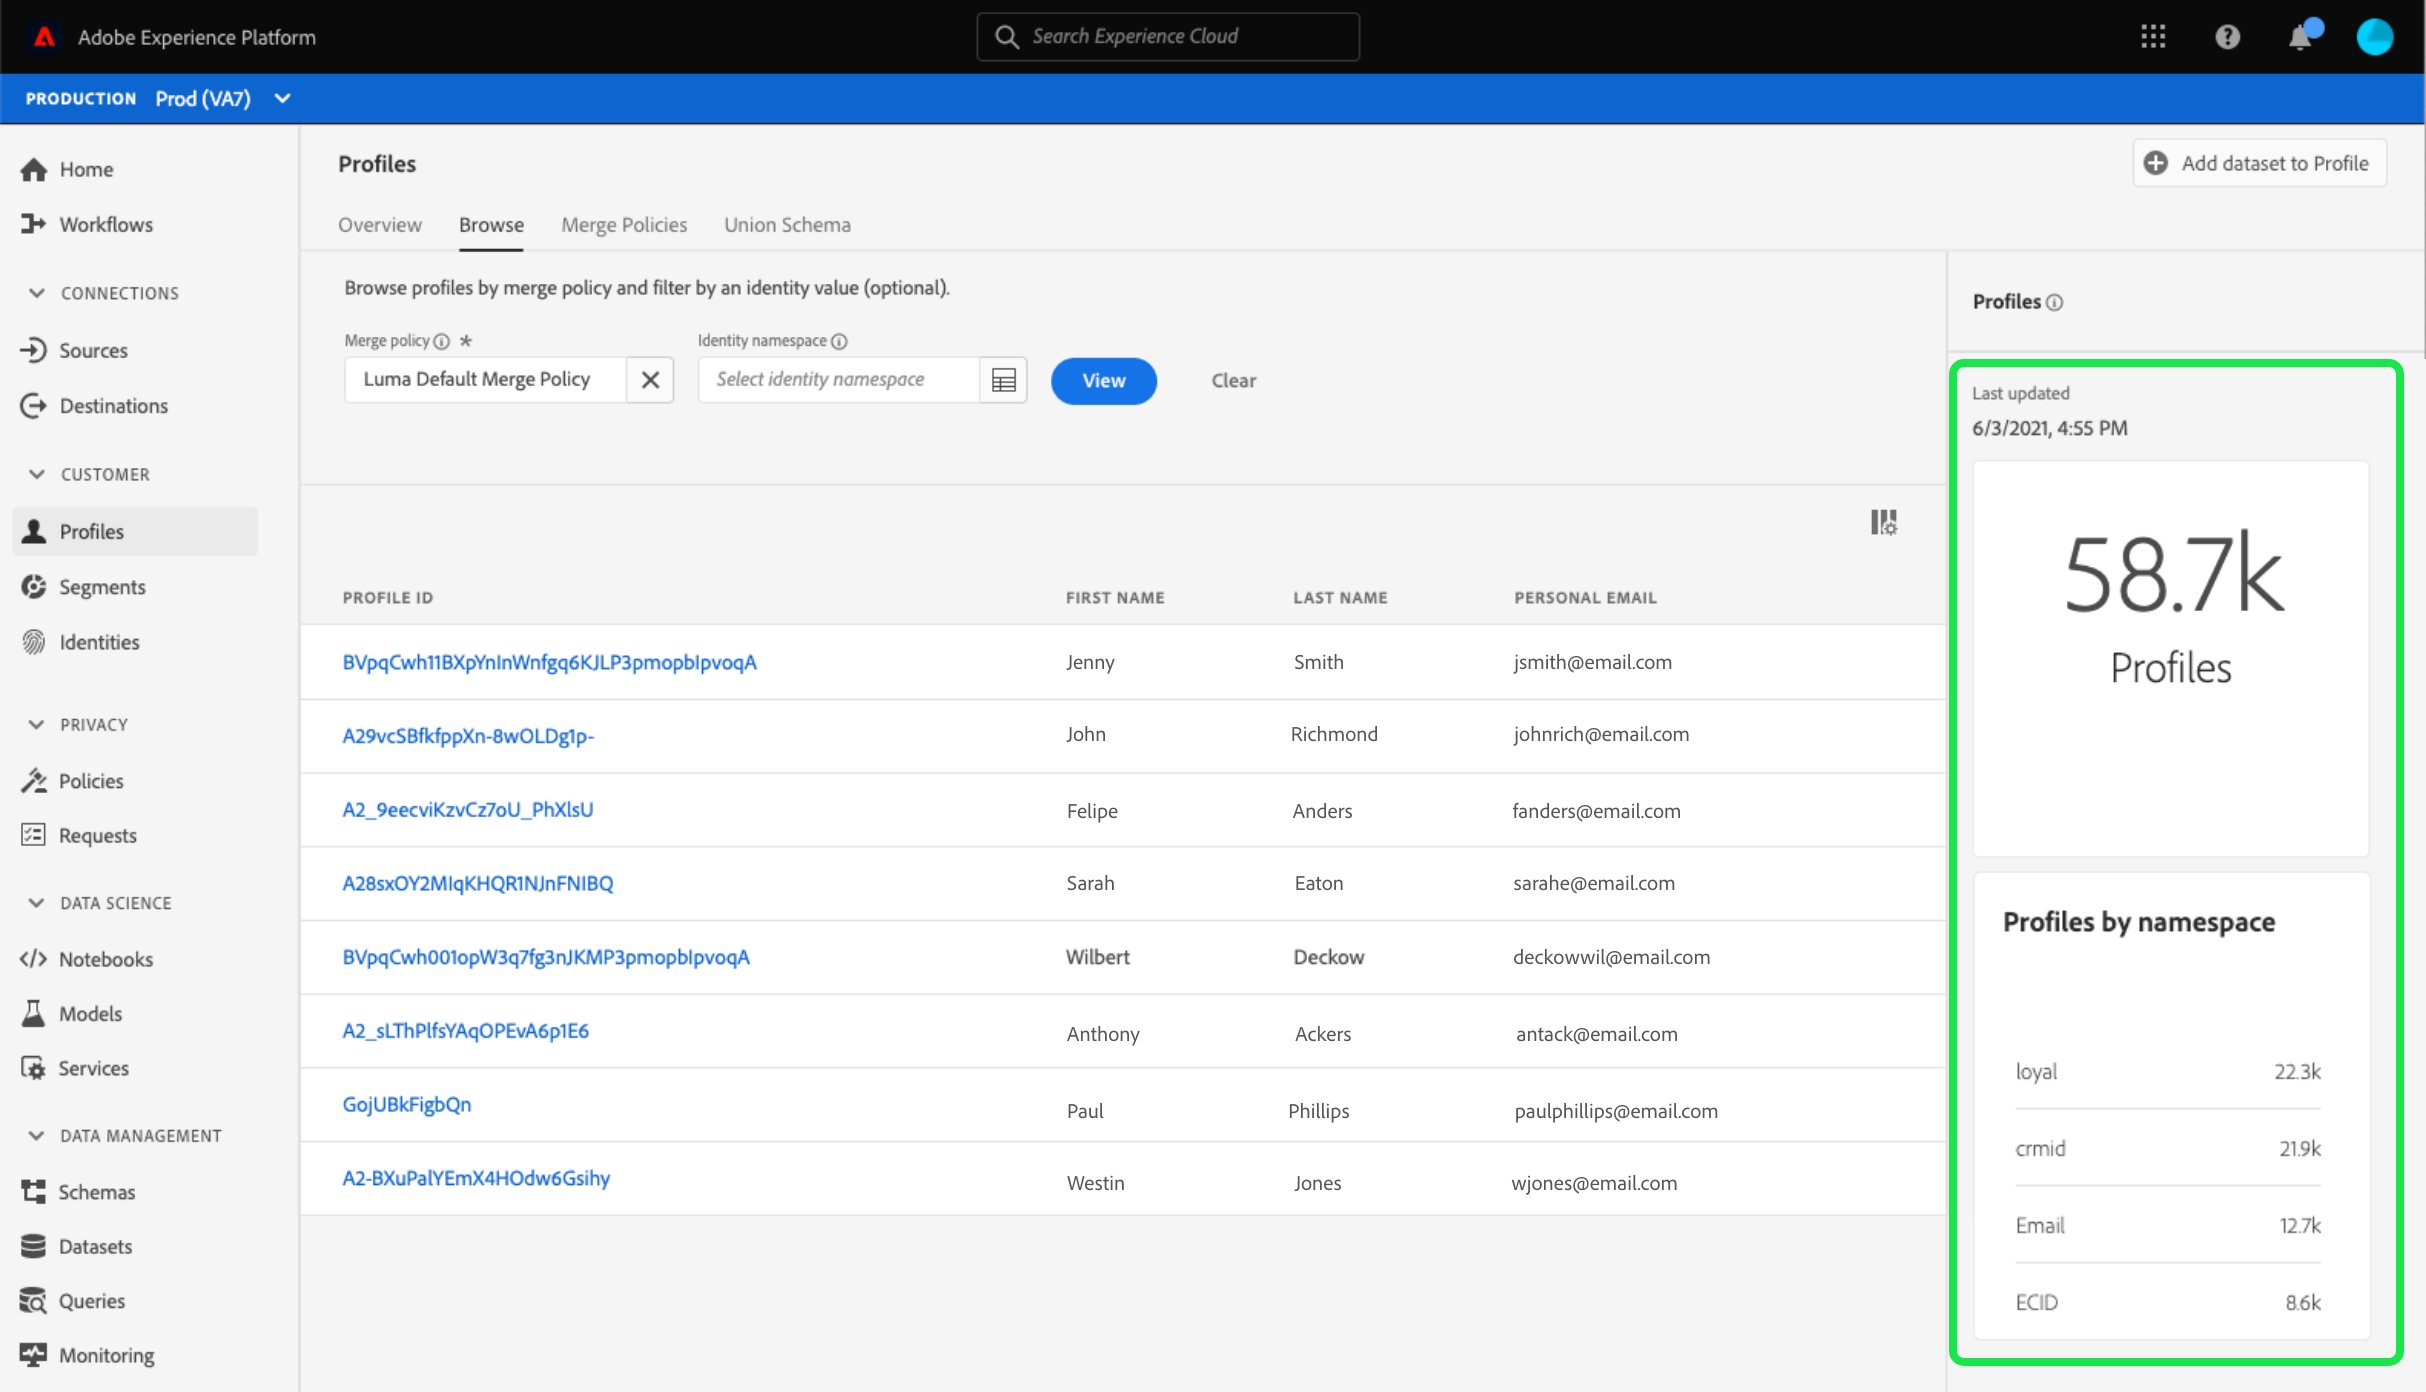 Adobe Experience Platform
Search Experience Cloud
PRODUCTION Prod (VA7)
Home
Workflows
CONNECTIONS
Sources
Destinations
CUSTOMER
Profiles
Segments
Identities
PRIVACY
Policies
Requests
DATA SCIENCE
Notebooks
Models
Services
DATA MANAGEMENT
Schemas
Datasets
Queries
Monitoring
Profiles
Add dataset to Profile
Overview Browse Merge Policies Union Schema
Browse profiles by merge policy and filter by an identity value (optional).
Merge policy * Identity namespace
Luma Default Merge Policy Select identity namespace View Clear
PROFILE ID FIRST NAME LAST NAME PERSONAL EMAIL
BVpqCwh11BXpYnInWnfgq6KJLP3pmopbIpvoqA Jenny Smith jsmith@email.com
A29vcSBfkfppXn-8wOLDg1p- John Richmond johnrich@email.com
A2_9eecviKzvCz7oU_PhXlsU Felipe Anders fanders@email.com
A28sxOY2MIqKHQR1NJnFNIBQ Sarah Eaton sarahe@email.com
BVpqCwh001opW3q7fg3nJKMP3pmopbIpvoqA Wilbert Deckow deckowwil@email.com
A2_sLThPlfsYAqOPEvA6p1E6 Anthony Ackers antack@email.com
GojUBkFigbQn Paul Phillips paulphillips@email.com
A2-BXuPalYEmX4HOdw6Gsihy Westin Jones wjones@email.com
Profiles
Last updated
6/3/2021, 4:55 PM
58.7k
Profiles
Profiles by namespace
loyal 22.3k
crmid 21.9k
Email 12.7k
ECID 8.6k